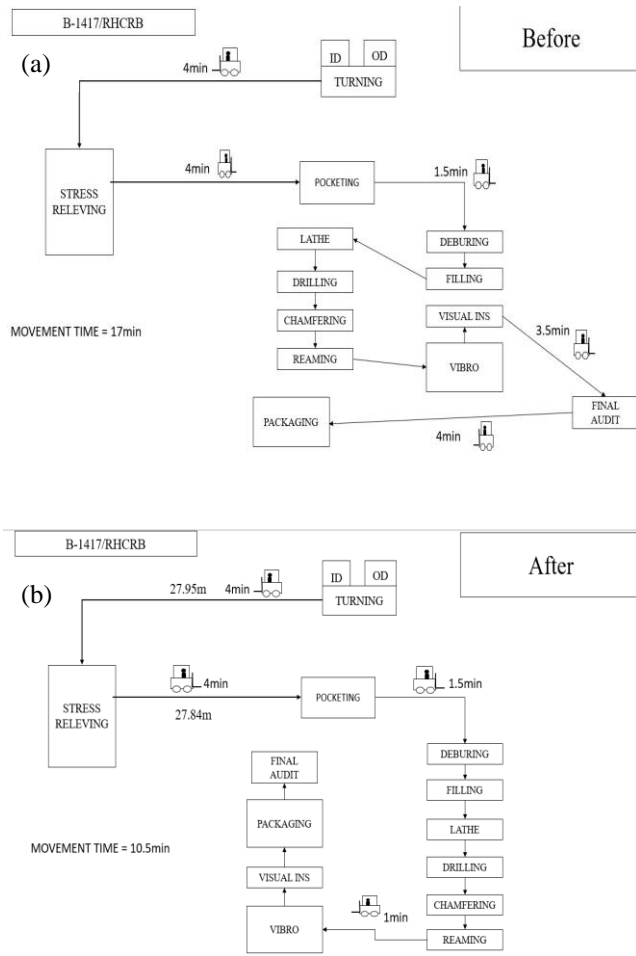 B-1417/RHCRB
Before
(a)
4min
ID
OD
TURNING
STRESS
RELEVING
4min
POCKETING
1.5min
DEBURING
FILLING
LATHE
DRILLING
CHAMFERING
REAMING
VISUAL INS
VIBRO
3.5min
MOVEMENT TIME = 17min
FINAL
AUDIT
4min
PACKAGING
B-1417/RHCRB
After
(b)
27.95m
4min
ID
OD
TURNING
STRESS
RELEVING
4min
27.84m
POCKETING
1.5min
DEBURING
FILLING
LATHE
DRILLING
CHAMFERING
REAMING
1min
VIBRO
VISUAL INS
PACKAGING
FINAL
AUDIT
MOVEMENT TIME = 10.5min